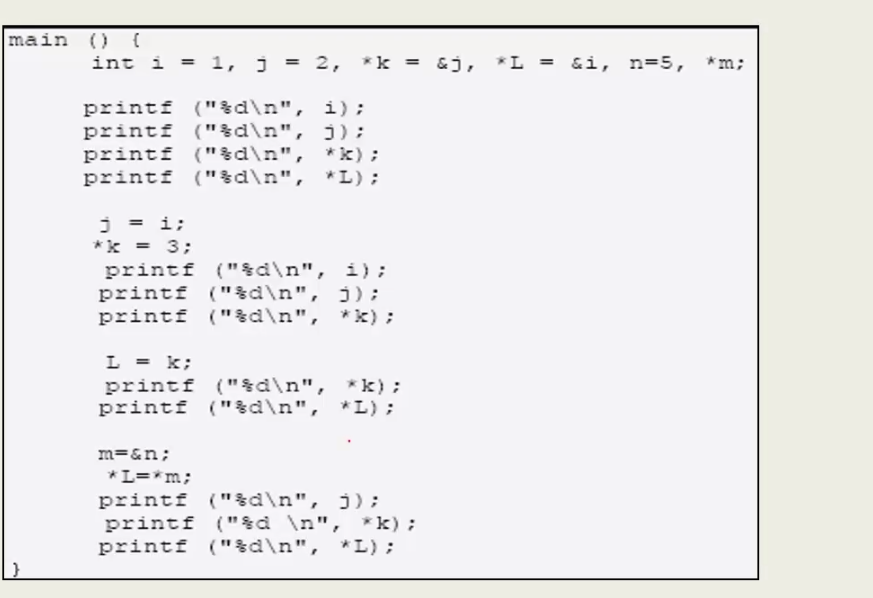 main () {
int i = 1, j = 2, *k = &j, *L = &i, n=5, *m;
printf ("%d\n", i);
printf ("%d\n", j);
printf ("%d\n", *k);
printf ("%d\n", *L);
j = i;
*k = 3;
printf ("%d\n", i);
printf ("%d\n", j);
printf ("%d\n", *k);
L = k;
printf ("%d\n", *k);
printf ("%d\n", *L);
m=&n;
*L=*m;
printf ("%d\n", j);
printf ("%d \n", *k);
printf ("%d\n", *L);
}